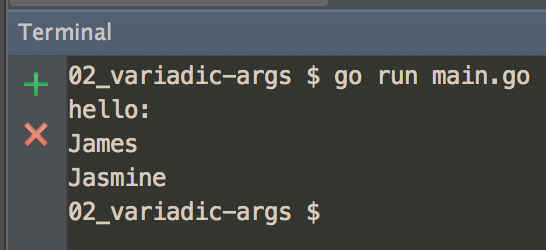 Terminal
02_variadic-args $ go run main.go
hello:
James
Jasmine
02_variadic-args $